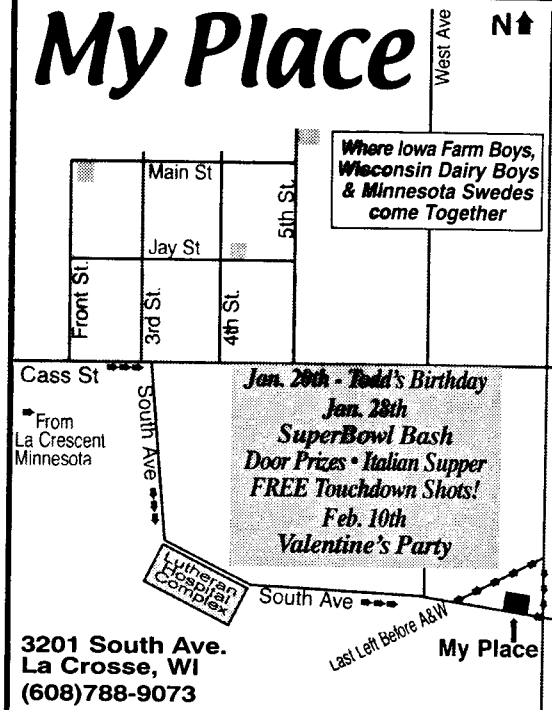 My Place
West Ave
N
Where Iowa Farm Boys,
Wisconsin Dairy Boys
& Minnesota Swedes
come Together
Main St
5th St.
Jay St
Front St.
3rd St.
4th St.
Cass St
South Ave
From
La Crescent
Minnesota
Jan. 20th - Todd's Birthday
Jan. 28th
SuperBowl Bash
Door Prizes • Italian Supper
FREE Touchdown Shots!
Feb. 10th
Valentine's Party
Lutheran
Hospital
Complex
South Ave
Last Left Before A&W
My Place
3201 South Ave.
La Crosse, WI
(608)788-9073